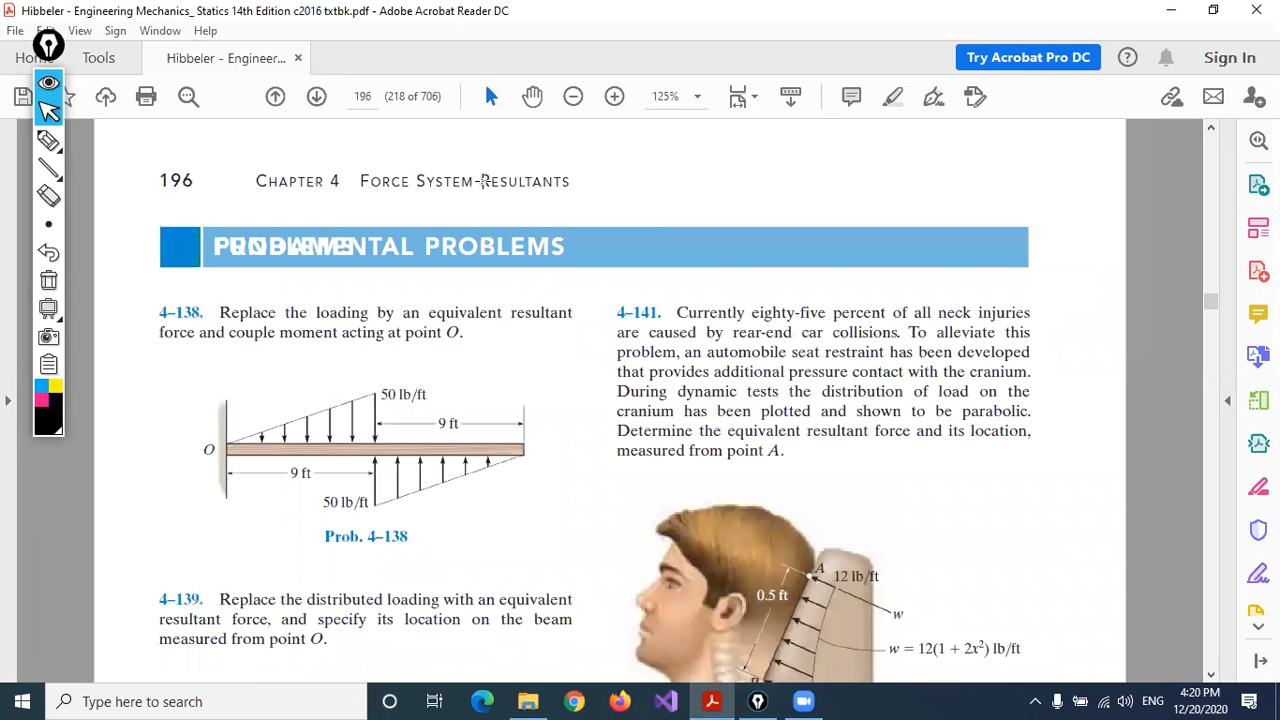 Hibbeler - Engineering Mechanics_ Statics 14th Edition c2016 txtbk.pdf - Adobe Acrobat Reader DC
File Edit View Sign Window Help
Home Tools Hibbeler - Engineer... ×
Try Acrobat Pro DC
Sign In
196 (218 of 706)
125%
196 CHAPTER 4 FORCE SYSTEM RESULTANTS
FUNDAMENTAL PROBLEMS
PROBLEMS
4–138. Replace the loading by an equivalent resultant
force and couple moment acting at point O.
50 lb/ft
9 ft
O
9 ft
50 lb/ft
Prob. 4–138
4–139. Replace the distributed loading with an equivalent
resultant force, and specify its location on the beam
measured from point O.
4–141. Currently eighty-five percent of all neck injuries
are caused by rear-end car collisions. To alleviate this
problem, an automobile seat restraint has been developed
that provides additional pressure contact with the cranium.
During dynamic tests the distribution of load on the
cranium has been plotted and shown to be parabolic.
Determine the equivalent resultant force and its location,
measured from point A.
A
12 lb/ft
0.5 ft
w
w = 12(1 + 2x²) lb/ft
Type here to search
ENG
4:20 PM
12/20/2020